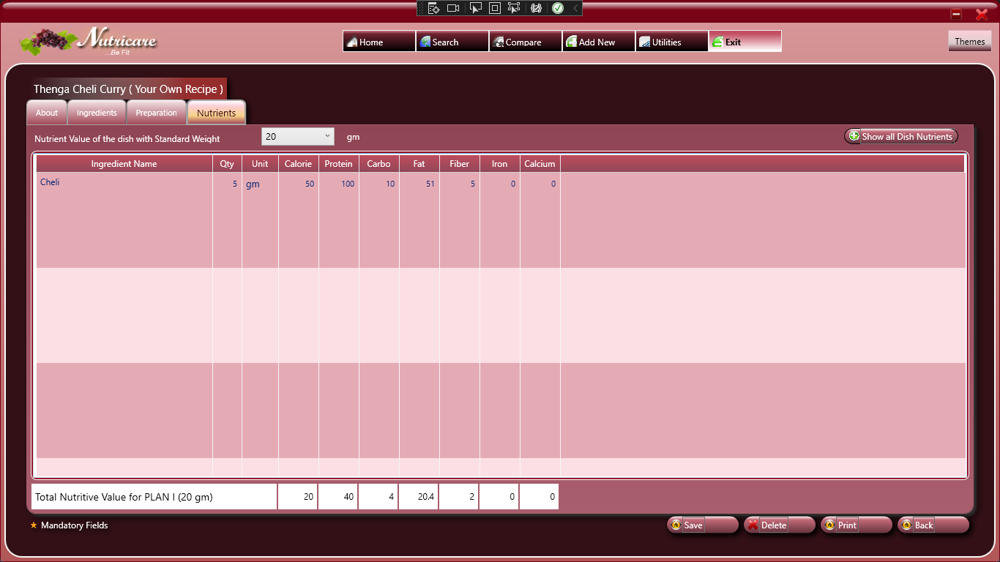 Nutricare
...Be Fit
Home Search Compare Add New Utilities Exit Themes
Thenga Cheli Curry ( Your Own Recipe )
About Ingredients Preparation Nutrients
Nutrient Value of the dish with Standard Weight 20 gm Show all Dish Nutrients
Ingredient Name Qty Unit Calorie Protein Carbo Fat Fiber Iron Calcium
Cheli 5 gm 50 100 10 51 5 0 0
Total Nutritive Value for PLAN I (20 gm) 20 40 4 20.4 2 0 0
Mandatory Fields Save Delete Print Back